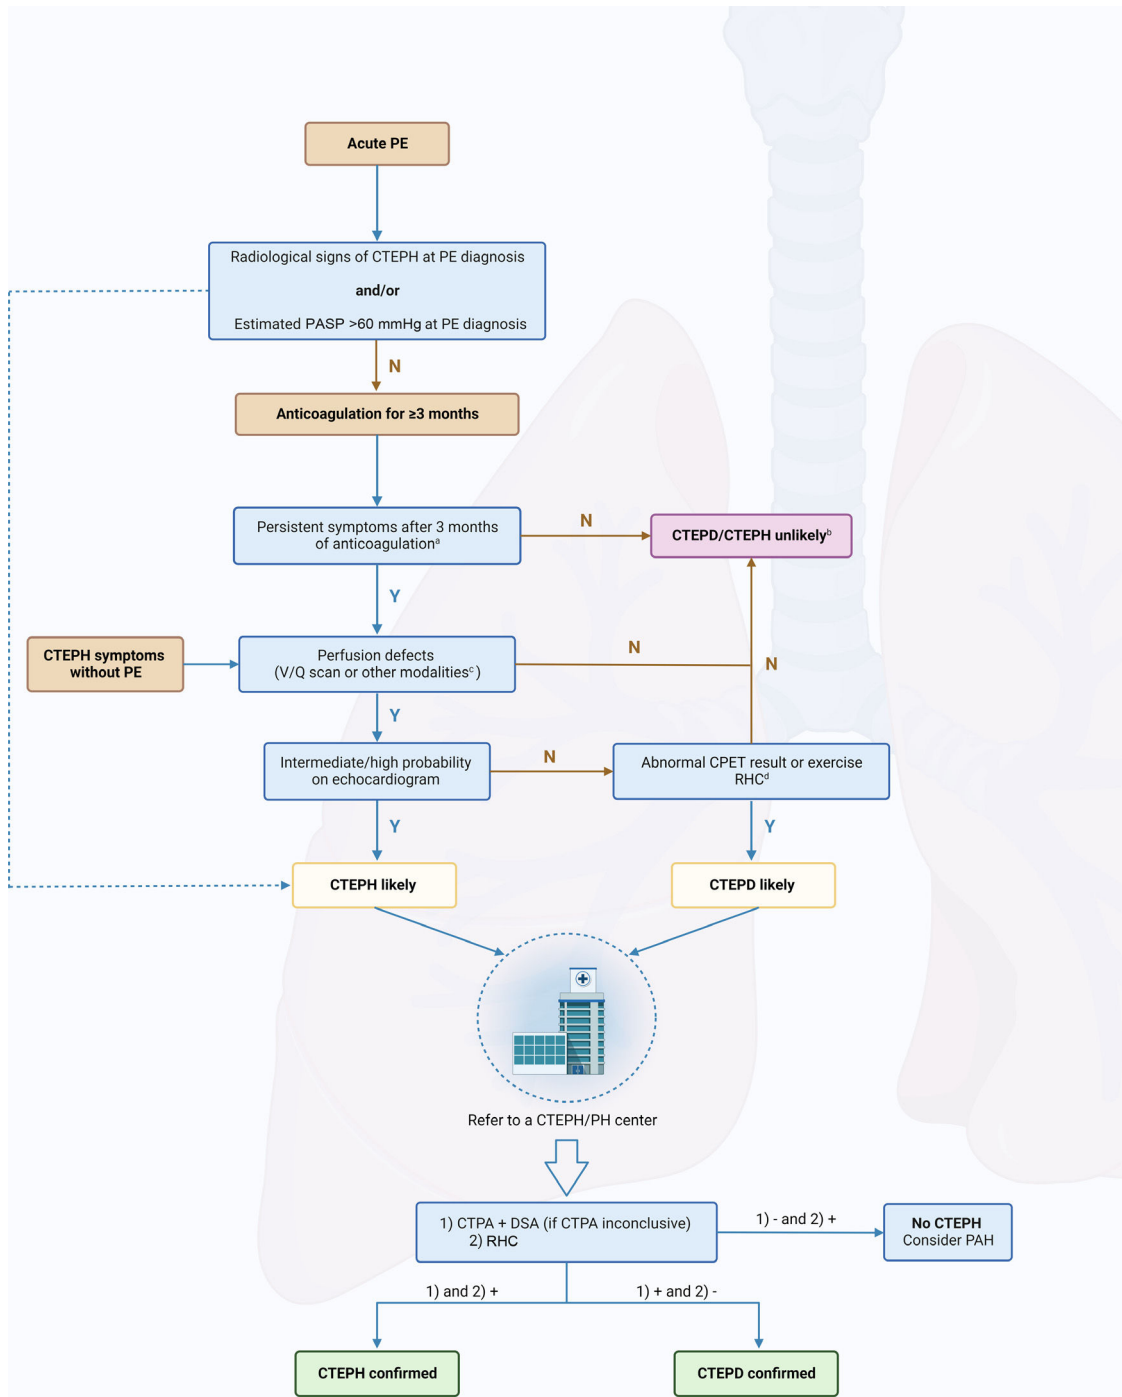 Acute PE
Radiological signs of CTEPH at PE diagnosis
and/or
Estimated PASP >60 mmHg at PE diagnosis
N
Anticoagulation for ≥3 months
Persistent symptoms after 3 months
of anticoagulationᵃ
N
CTEPD/CTEPH unlikelyᵇ
Y
CTEPH symptoms
without PE
Perfusion defects
(V/Q scan or other modalitiesᶜ)
N
N
Y
Intermediate/high probability
on echocardiogram
N
Abnormal CPET result or exercise
RHCᵈ
Y
Y
CTEPH likely
CTEPD likely
Refer to a CTEPH/PH center
1) CTPA + DSA (if CTPA inconclusive)
2) RHC
1) - and 2) +
No CTEPH
Consider PAH
1) and 2) +
1) + and 2) -
CTEPH confirmed
CTEPD confirmed